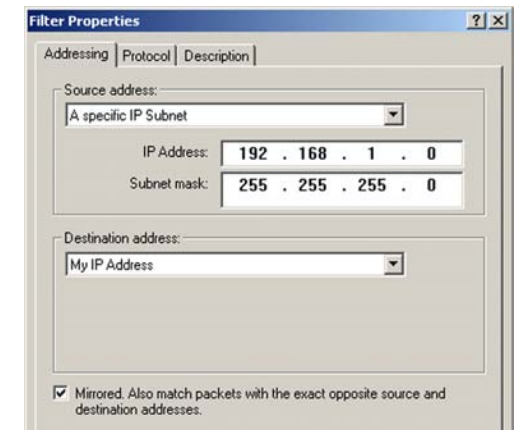 Filter Properties
Addressing Protocol Description
Source address:
A specific IP Subnet
IP Address: 192 . 168 . 1 . 0
Subnet mask: 255 . 255 . 255 . 0
Destination address:
My IP Address
Mirrored. Also match packets with the exact opposite source and
destination addresses.